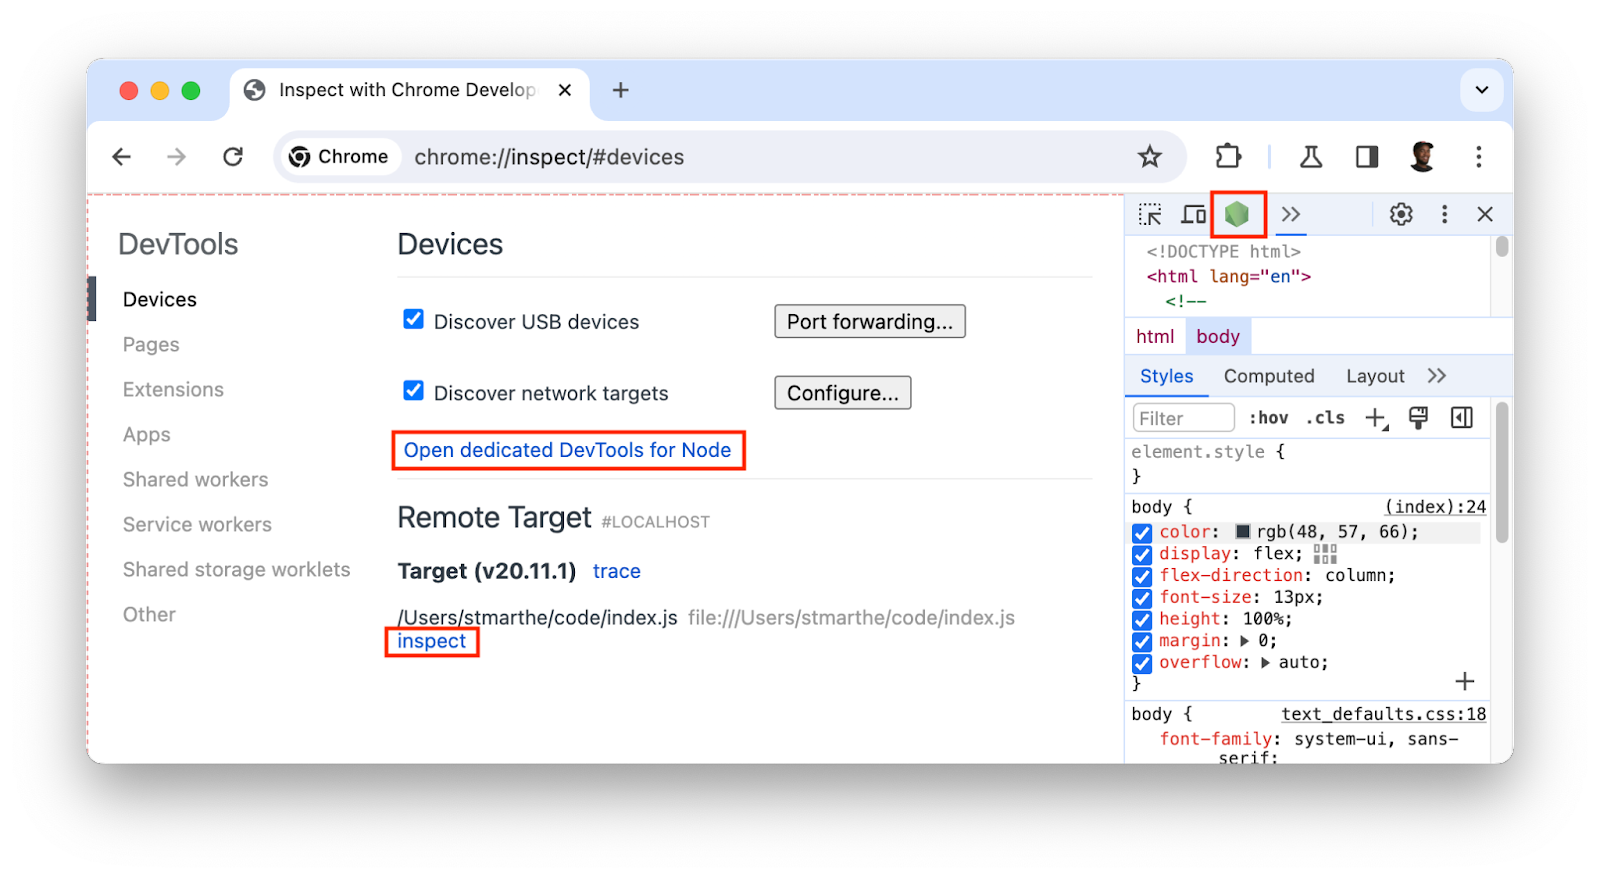 Inspect with Chrome Develop
Chrome chrome://inspect/#devices
DevTools
Devices
Pages
Extensions
Apps
Shared workers
Service workers
Shared storage worklets
Other
Devices
Discover USB devices Port forwarding...
Discover network targets Configure...
Open dedicated DevTools for Node
Remote Target #LOCALHOST
Target (v20.11.1) trace
/Users/stmarthe/code/index.js file:///Users/stmarthe/code/index.js
inspect
<!DOCTYPE html>
<html lang="en">
<!--
html body
Styles Computed Layout
Filter :hov .cls
element.style {
}
body { (index):24
color: rgb(48, 57, 66);
display: flex;
flex-direction: column;
font-size: 13px;
height: 100%;
margin: 0;
overflow: auto;
}
body { text_defaults.css:18
font-family: system-ui, sans-
serif;